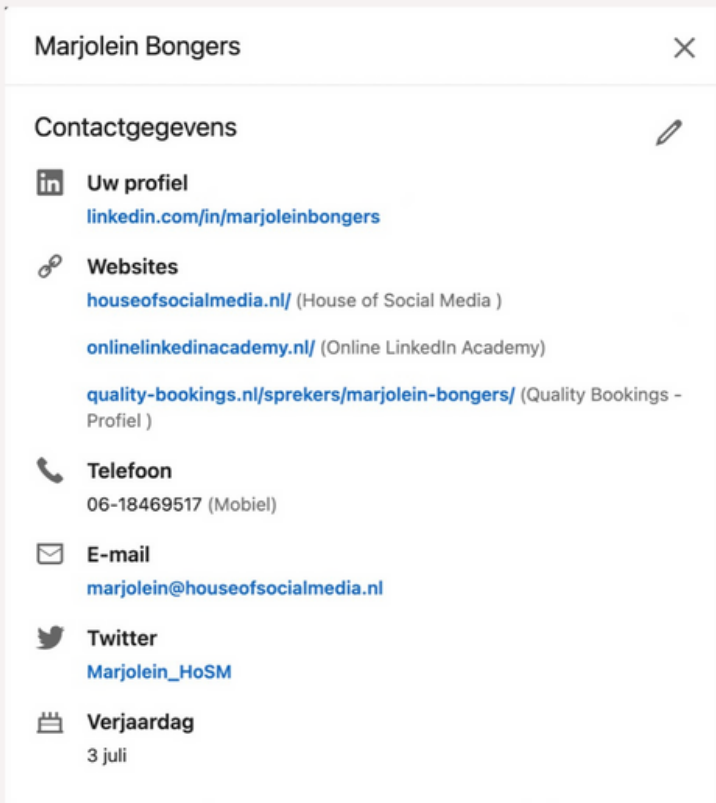 Marjolein Bongers
Contactgegevens
Uw profiel
linkedin.com/in/marjoleinbongers
Websites
houseofsocialmedia.nl/ (House of Social Media )
onlinelinkedinacademy.nl/ (Online LinkedIn Academy)
quality-bookings.nl/sprekers/marjolein-bongers/ (Quality Bookings -
Profiel )
Telefoon
06-18469517 (Mobiel)
E-mail
marjolein@houseofsocialmedia.nl
Twitter
Marjolein_HoSM
Verjaardag
3 juli